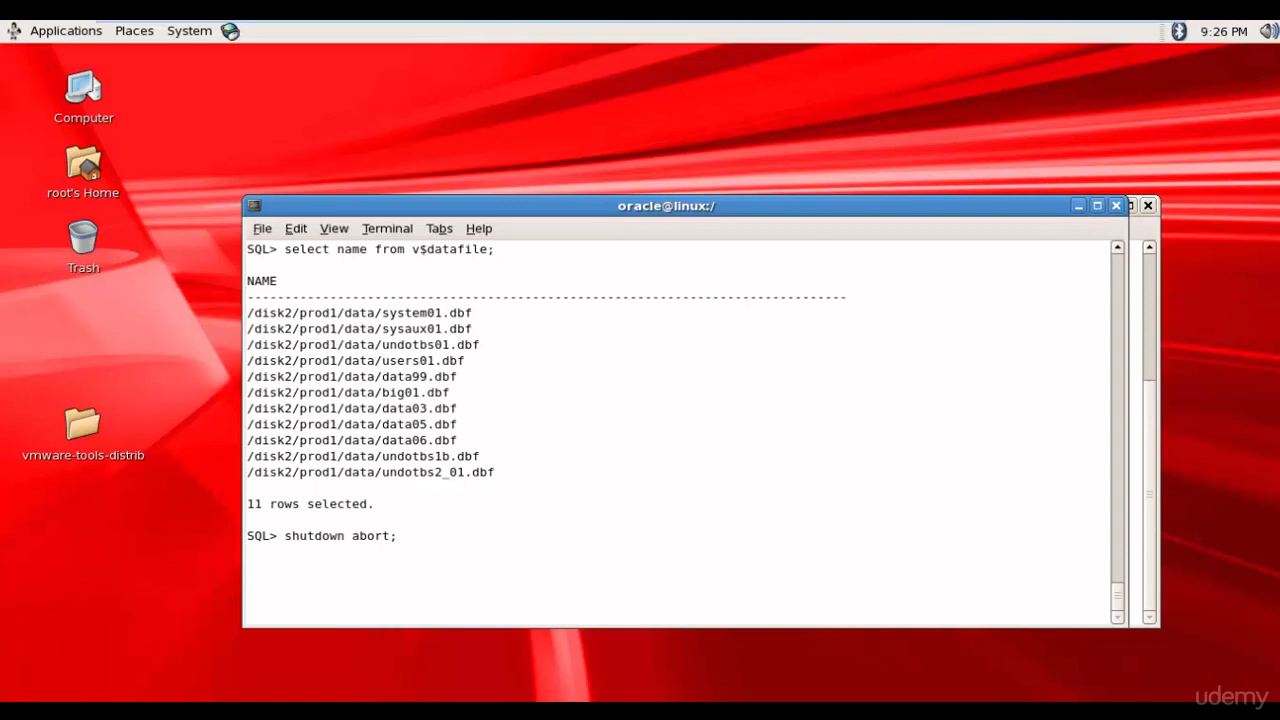 Applications Places System
9:26 PM
Computer
root's Home
Trash
vmware-tools-distrib
oracle@linux:/
File Edit View Terminal Tabs Help
SQL> select name from v$datafile;
NAME
--------------------------------------------------------------------------------
/disk2/prod1/data/system01.dbf
/disk2/prod1/data/sysaux01.dbf
/disk2/prod1/data/undotbs01.dbf
/disk2/prod1/data/users01.dbf
/disk2/prod1/data/data99.dbf
/disk2/prod1/data/big01.dbf
/disk2/prod1/data/data03.dbf
/disk2/prod1/data/data05.dbf
/disk2/prod1/data/data06.dbf
/disk2/prod1/data/undotbs1b.dbf
/disk2/prod1/data/undotbs2_01.dbf
11 rows selected.
SQL> shutdown abort;
udemy